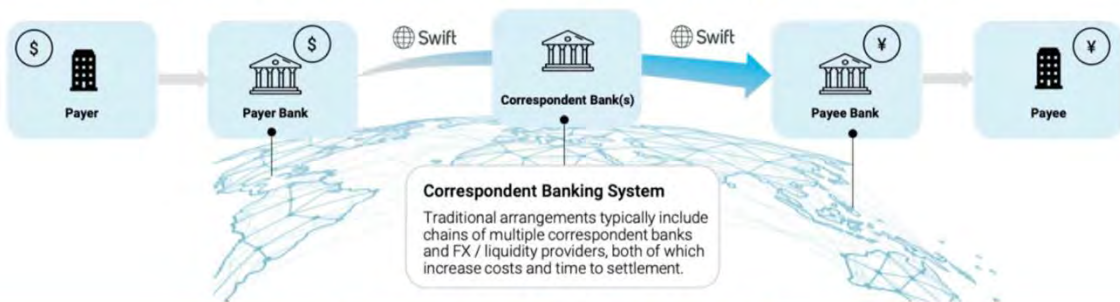 $
$
Swift
Swift
¥
¥
Payer
Payer Bank
Correspondent Bank(s)
Payee Bank
Payee
Correspondent Banking System
Traditional arrangements typically include
chains of multiple correspondent banks
and FX / liquidity providers, both of which
increase costs and time to settlement.